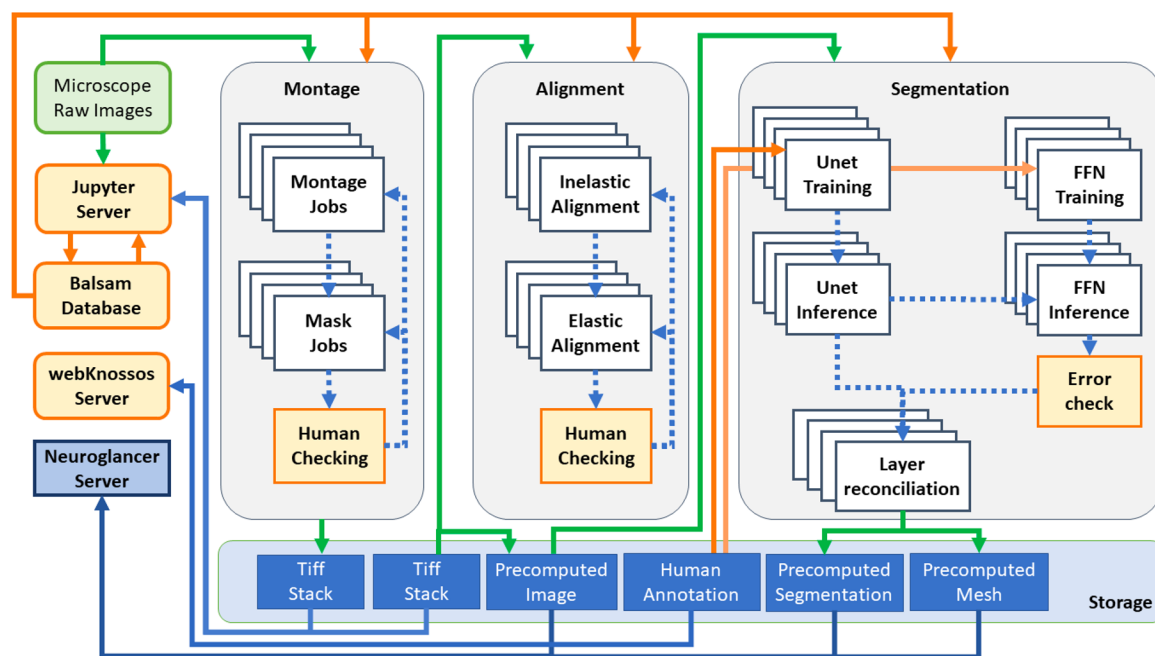 Microscope
Raw Images
Jupyter
Server
Balsam
Database
webKnossos
Server
Neuroglancer
Server
Montage
Montage
Jobs
Mask
Jobs
Human
Checking
Alignment
Inelastic
Alignment
Elastic
Alignment
Human
Checking
Segmentation
Unet
Training
FFN
Training
Unet
Inference
FFN
Inference
Error
check
Layer
reconciliation
Tiff
Stack
Tiff
Stack
Precomputed
Image
Human
Annotation
Precomputed
Segmentation
Precomputed
Mesh
Storage